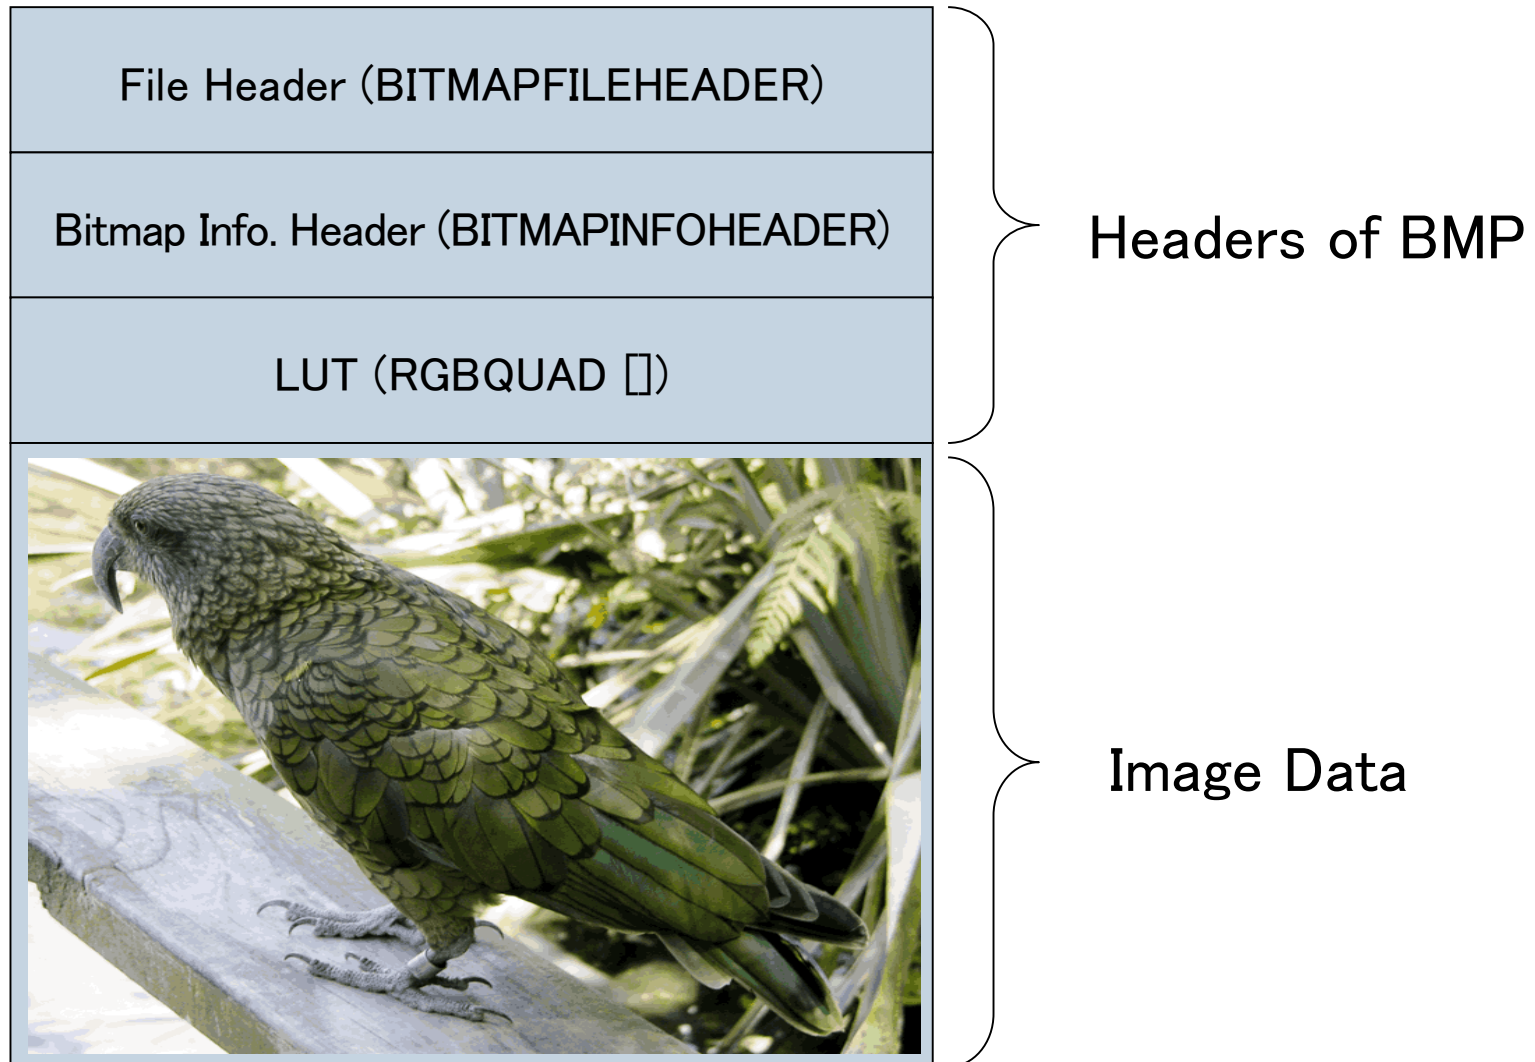 File Header (BITMAPFILEHEADER)
Bitmap Info. Header (BITMAPINFOHEADER)
LUT (RGBQUAD [])
Headers of BMP
Image Data